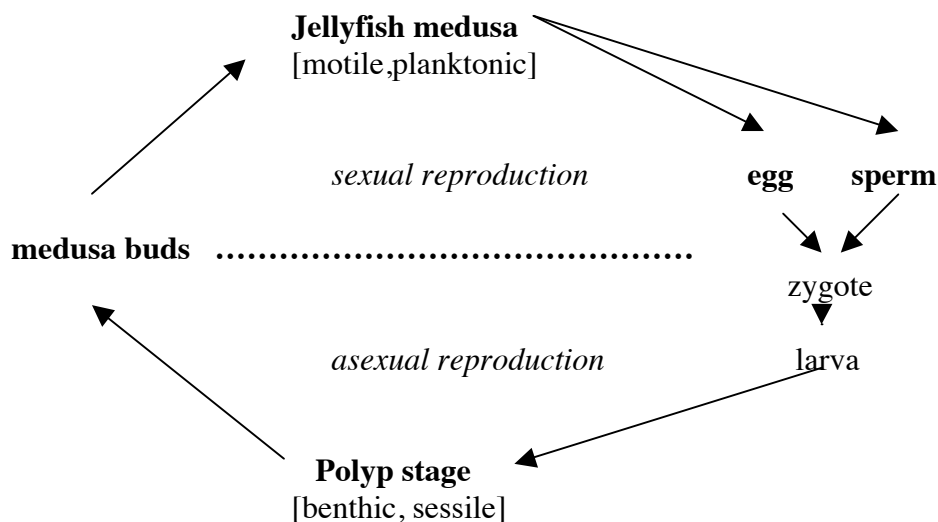 Jellyfish medusa
[motile,planktonic]
sexual reproduction
egg sperm
medusa buds ............................................
zygote
asexual reproduction
larva
Polyp stage
[benthic, sessile]